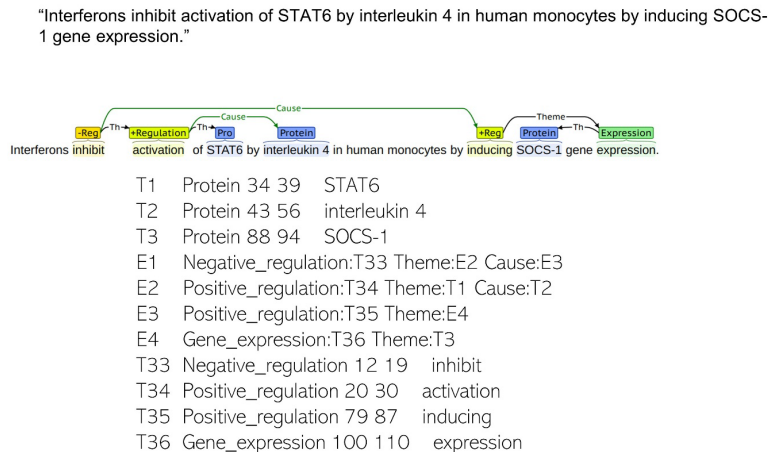 “Interferons inhibit activation of STAT6 by interleukin 4 in human monocytes by inducing SOCS-
1 gene expression.”
Cause
Cause Theme
-Reg Th +Regulation Th Pro Protein +Reg Protein Th Expression
Interferons inhibit activation of STAT6 by interleukin 4 in human monocytes by inducing SOCS-1 gene expression.
T1 Protein 34 39 STAT6
T2 Protein 43 56 interleukin 4
T3 Protein 88 94 SOCS-1
E1 Negative_regulation:T33 Theme:E2 Cause:E3
E2 Positive_regulation:T34 Theme:T1 Cause:T2
E3 Positive_regulation:T35 Theme:E4
E4 Gene_expression:T36 Theme:T3
T33 Negative_regulation 12 19 inhibit
T34 Positive_regulation 20 30 activation
T35 Positive_regulation 79 87 inducing
T36 Gene_expression 100 110 expression